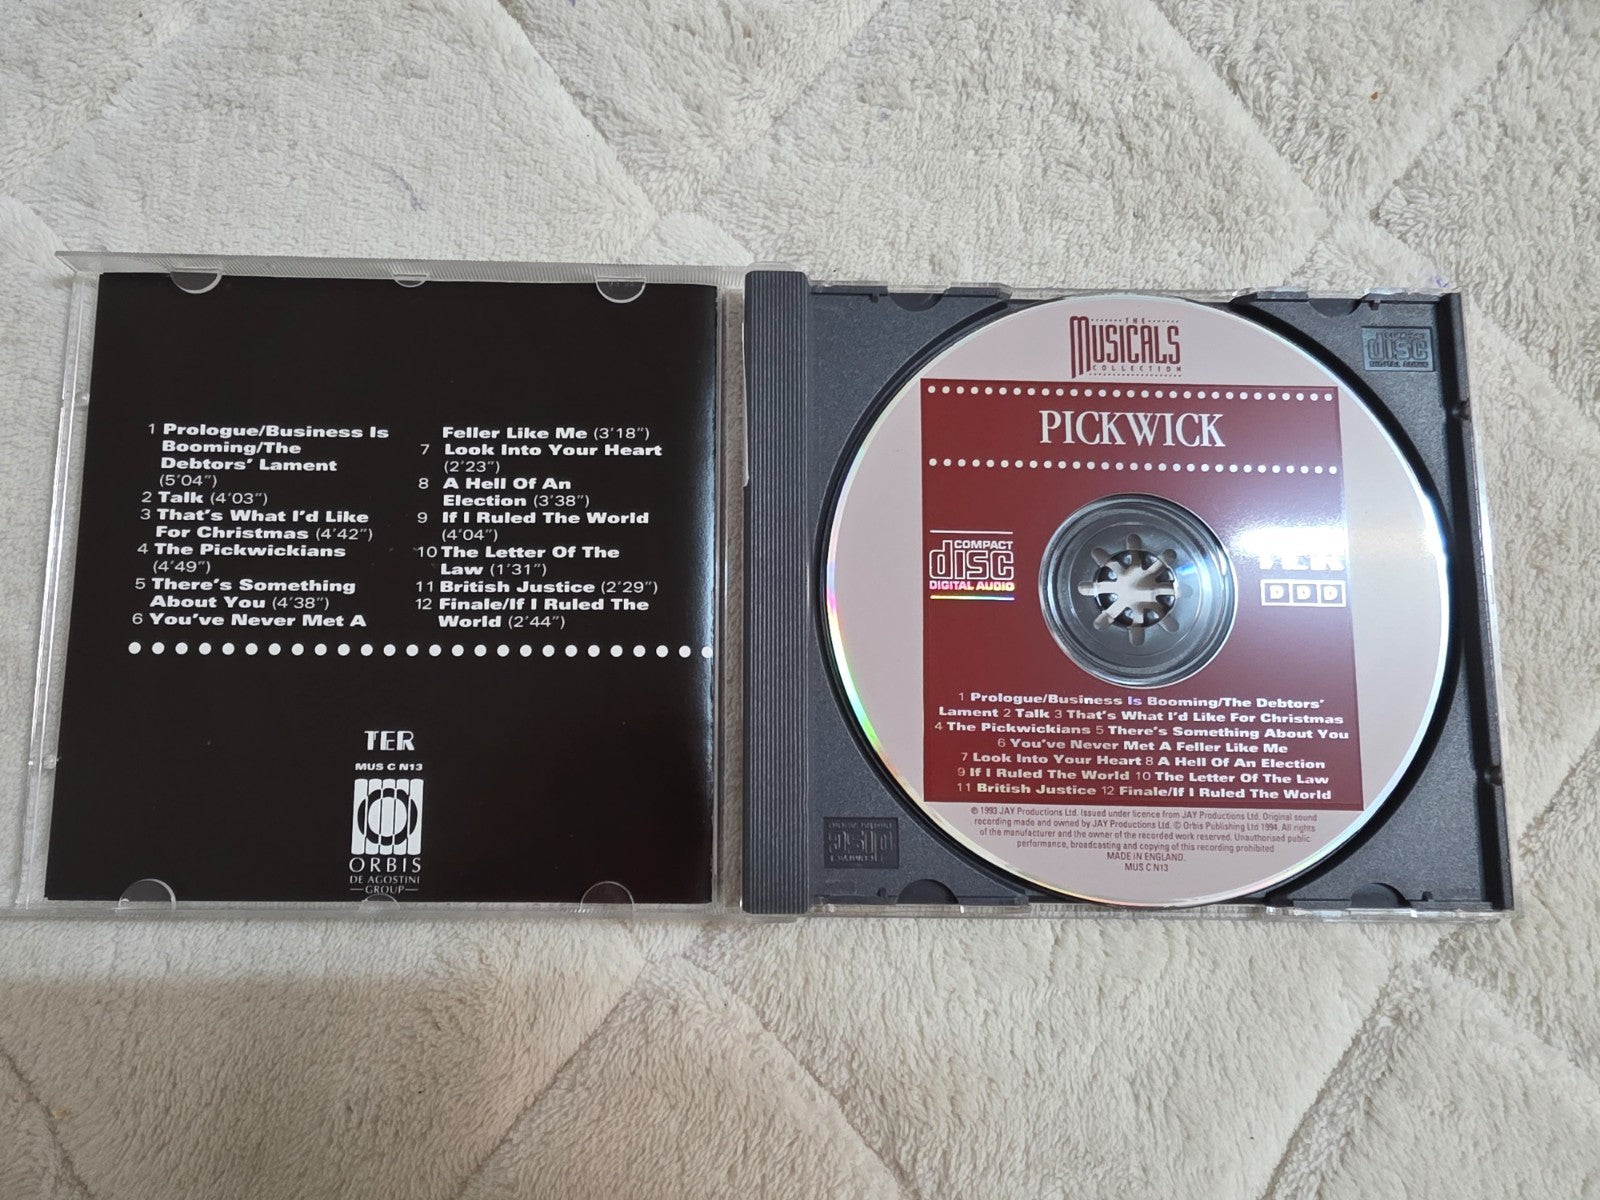 1 Prologue/Business Is
Booming/The
Debtors' Lament
(5'04")
2 Talk (4'03")
3 That's What I'd Like
For Christmas (4'42")
4 The Pickwickians
(4'49")
5 There's Something
About You (4'38")
6 You've Never Met A
Feller Like Me (3'18")
7 Look Into Your Heart
(2'23")
8 A Hell Of An
Election (3'38")
9 If I Ruled The World
(4'04")
10 The Letter Of The
Law (1'31")
11 British Justice (2'29")
12 Finale/If I Ruled The
World (2'44")
TER
MUS C N13
ORBIS
DE AGOSTINI
GROUP
THE
MUSICALS
COLLECTION
PICKWICK
COMPACT
disc
DIGITAL AUDIO
TER
DDD
1 Prologue/Business Is Booming/The Debtors'
Lament 2 Talk 3 That's What I'd Like For Christmas
4 The Pickwickians 5 There's Something About You
6 You've Never Met A Feller Like Me
7 Look Into Your Heart 8 A Hell Of An Election
9 If I Ruled The World 10 The Letter Of The Law
11 British Justice 12 Finale/If I Ruled The World
℗ 1993 JAY Productions Ltd. Issued under licence from JAY Productions Ltd. Original sound
recording made and owned by JAY Productions Ltd. © Orbis Publishing Ltd 1994. All rights
of the manufacturer and the owner of the recorded work reserved. Unauthorised public
performance, broadcasting and copying of this recording prohibited
MADE IN ENGLAND.
MUS C N13
COMPACT
disc
DIGITAL AUDIO
COMPACT
disc
DIGITAL AUDIO